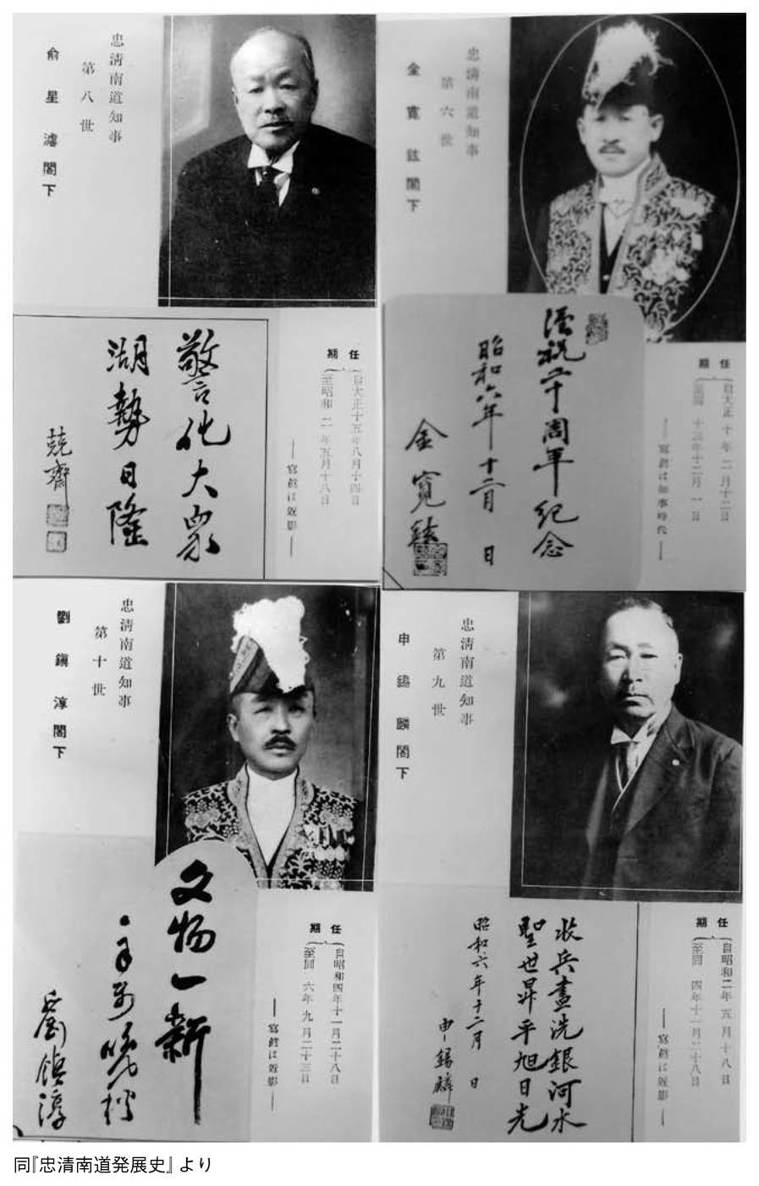 忠清南道知事
第六世
金寬鉉閣下
謹祝二十周年紀念
昭和六年十二月 日
金寬鉉
任期
自大正十年二月十二日
至同 十三年十二月一日
―寫眞は知事時代―
忠清南道知事
第八世
兪星濬閣下
警化大衆
湖勢日隆
兢齋
任期
自大正十五年八月十四日
至昭和二年五月十八日
―寫眞は近影―
忠清南道知事
第九世
申錫麟閣下
收兵盡洗銀河水
聖世昇平旭日光
昭和六年十二月 日
申錫麟
任期
自昭和二年五月十八日
至同 四年十一月二十八日
―寫眞は近影―
忠清南道知事
第十世
劉鎭淳閣下
文物一新
劉鎭淳
任期
自昭和四年十一月二十八日
至同 六年九月二十三日
―寫眞は近影―
同『忠清南道発展史』より